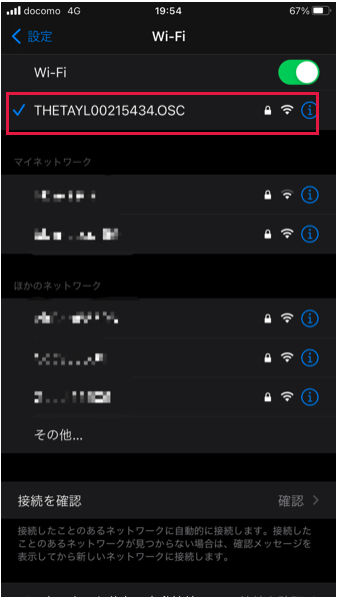 docomo 4G 19:54 67%
設定 Wi-Fi
Wi-Fi
THETAYL00215434.OSC
マイネットワーク
ほかのネットワーク
その他...
接続を確認 確認
接続したことのあるネットワークに自動的に接続します。接続した
ことのあるネットワークが見つからない場合は、確認メッセージを
表示してから新しいネットワークに接続します。